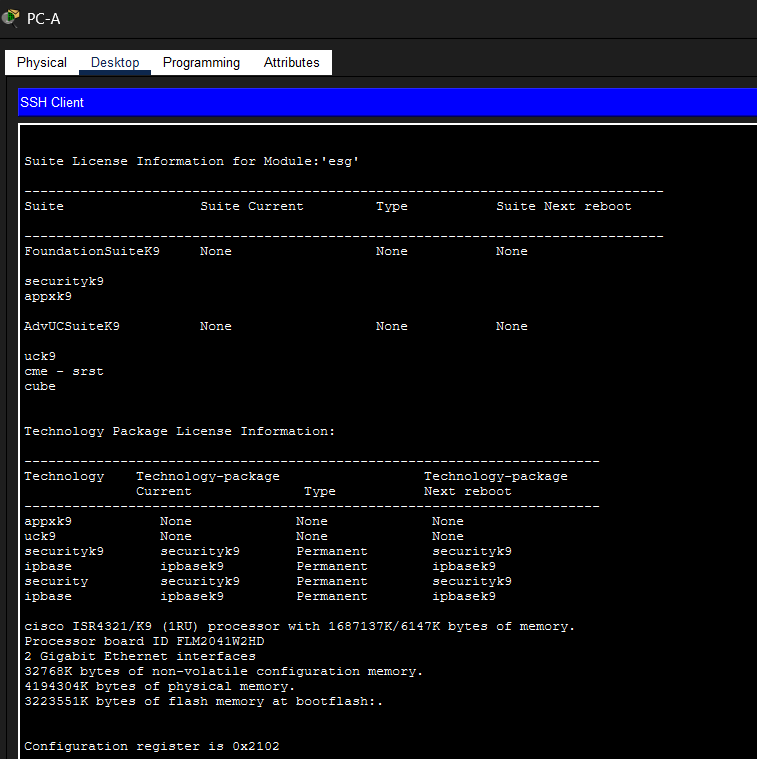 PC-A
Physical Desktop Programming Attributes
SSH Client
Suite License Information for Module:'esg'
--------------------------------------------------------------------------------
Suite                 Suite Current         Type           Suite Next reboot
--------------------------------------------------------------------------------
FoundationSuiteK9     None                  None           None
securityk9
appxk9
AdvUCSuiteK9          None                  None           None
uck9
cme - srst
cube
Technology Package License Information:
------------------------------------------------------------------------
Technology    Technology-package                  Technology-package
              Current              Type           Next reboot
------------------------------------------------------------------------
appxk9           None             None             None
uck9             None             None             None
securityk9       securityk9       Permanent        securityk9
ipbase           ipbasek9         Permanent        ipbasek9
security         securityk9       Permanent        securityk9
ipbase           ipbasek9         Permanent        ipbasek9
cisco ISR4321/K9 (1RU) processor with 1687137K/6147K bytes of memory.
Processor board ID FLM2041W2HD
2 Gigabit Ethernet interfaces
32768K bytes of non-volatile configuration memory.
4194304K bytes of physical memory.
3223551K bytes of flash memory at bootflash:.
Configuration register is 0x2102